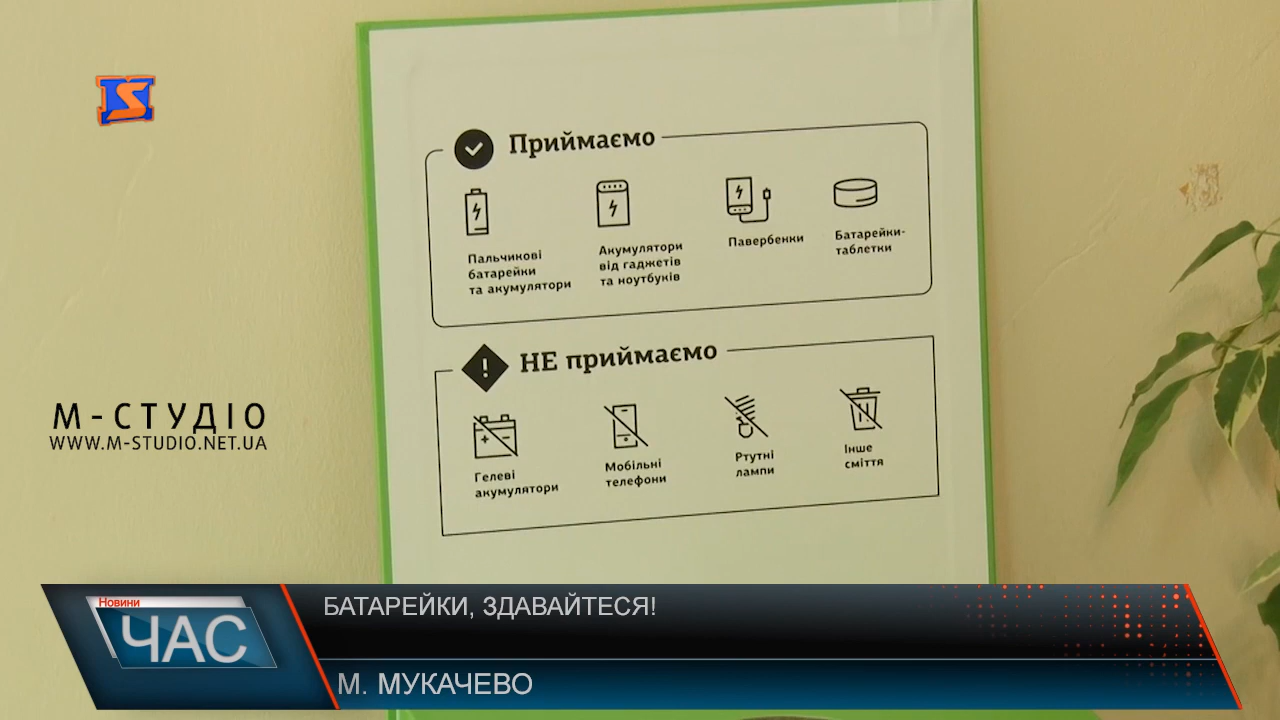 Приймаємо
Пальчикові
батарейки
та акумулятори
Акумулятори
від гаджетів
та ноутбуків
Павербенки
Батарейки-
таблетки
НЕ приймаємо
Гелеві
акумулятори
Мобільні
телефони
Ртутні
лампи
Інше
сміття
М-СТУДІО
WWW.M-STUDIO.NET.UA
Новини
ЧАС
БАТАРЕЙКИ, ЗДАВАЙТЕСЯ!
М. МУКАЧЕВО